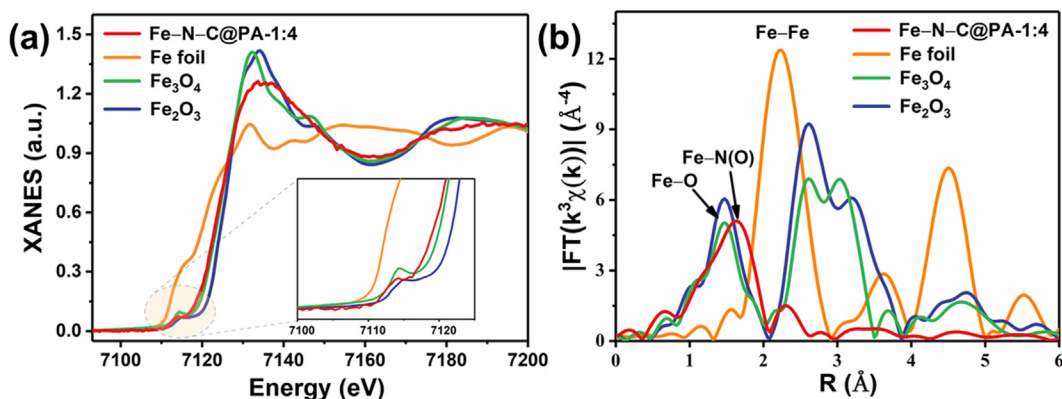 (a)
Fe–N–C@PA-1:4
Fe foil
Fe3O4
Fe2O3
XANES (a.u.)
1.5
1.2
0.9
0.6
0.3
0.0
7100 7110 7120
7100 7120 7140 7160 7180 7200
Energy (eV)
(b)
Fe–Fe
Fe–N–C@PA-1:4
Fe foil
Fe3O4
Fe2O3
Fe–N(O)
Fe–O
|FT(k3χ(k))| (Å-4)
12
9
6
3
0
0 1 2 3 4 5 6
R (Å)